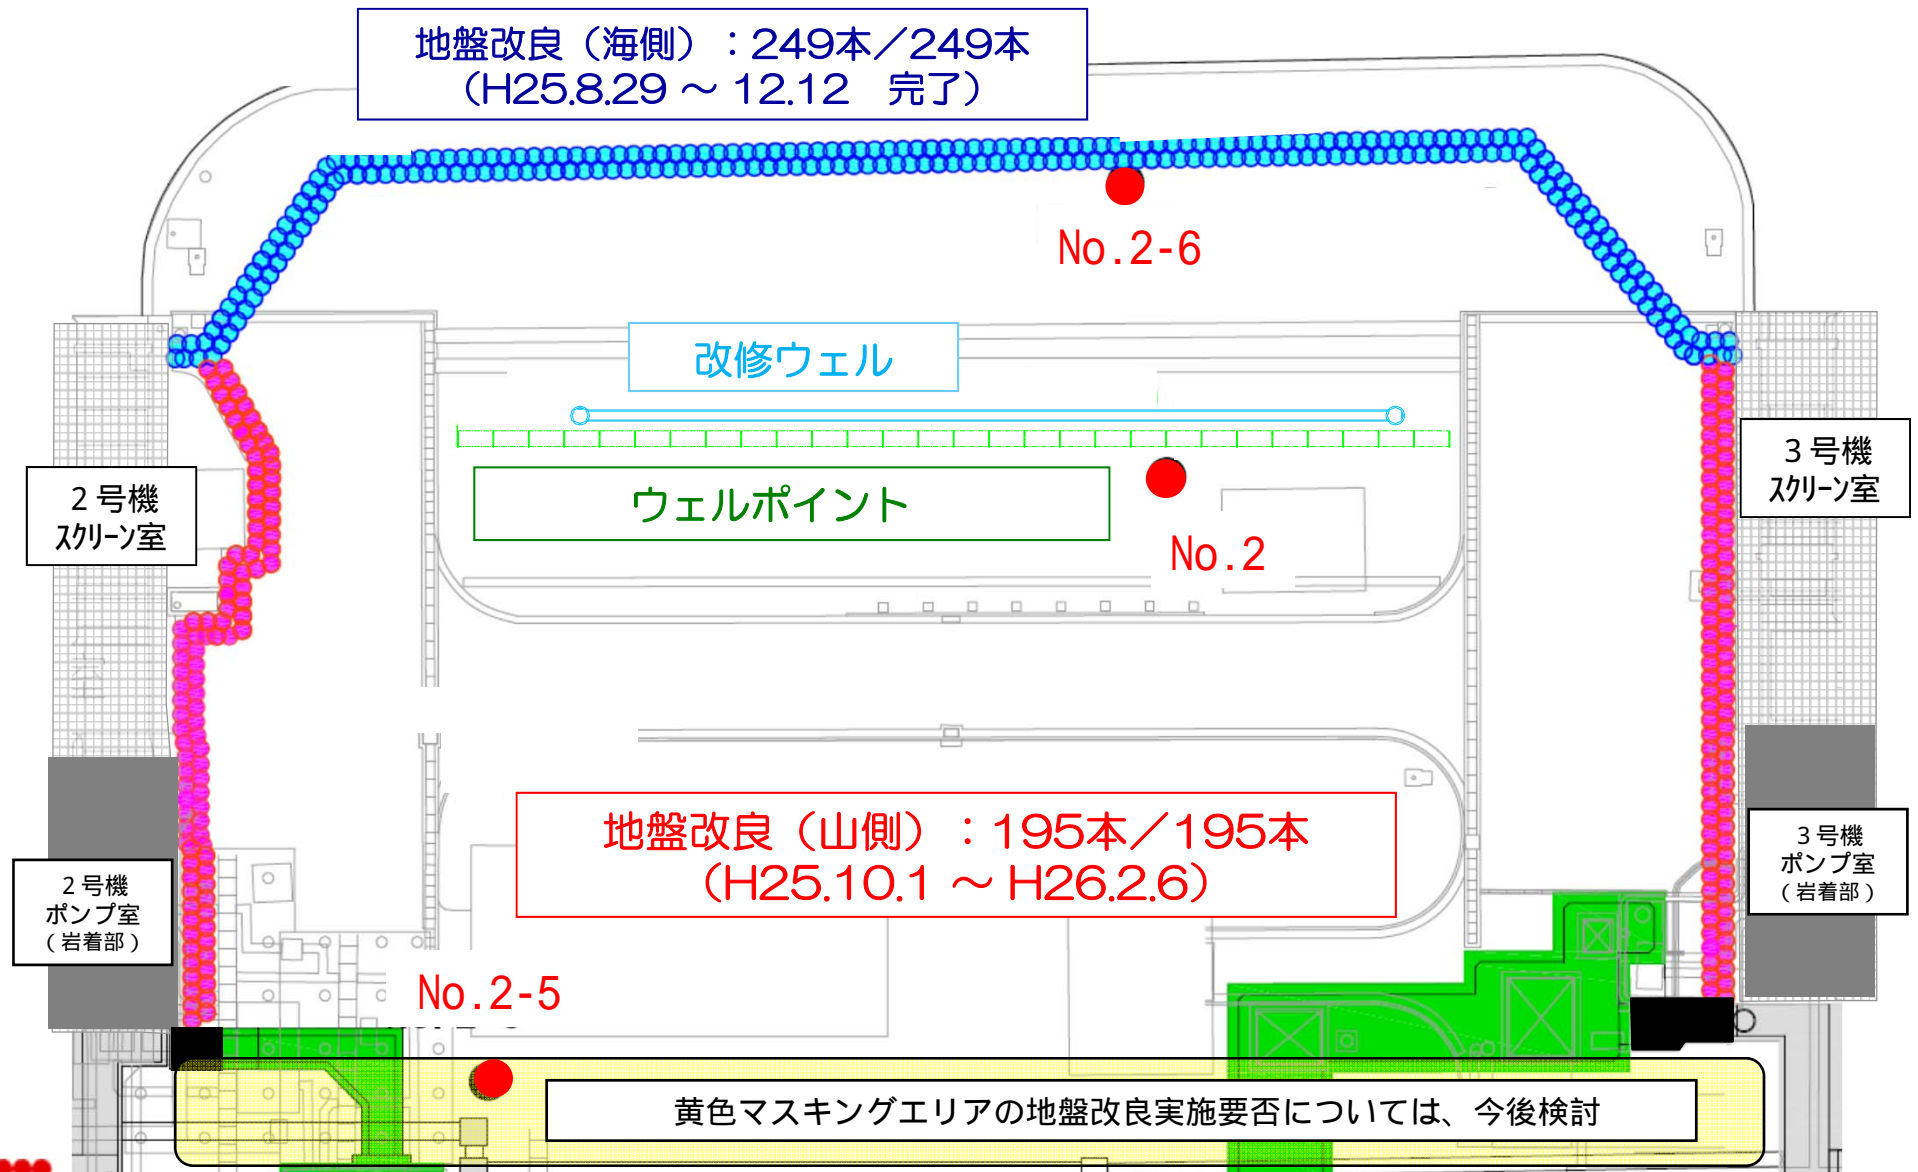 地盤改良（海側）：249本／249本
（H25.8.29 ～ 12.12　完了）
No.2-6
改修ウェル
ウェルポイント
No.2
２号機
スクリーン室
３号機
スクリーン室
地盤改良（山側）：195本／195本
（H25.10.1 ～ H26.2.6）
２号機
ポンプ室
（岩着部）
３号機
ポンプ室
（岩着部）
No.2-5
黄色マスキングエリアの地盤改良実施要否については、今後検討